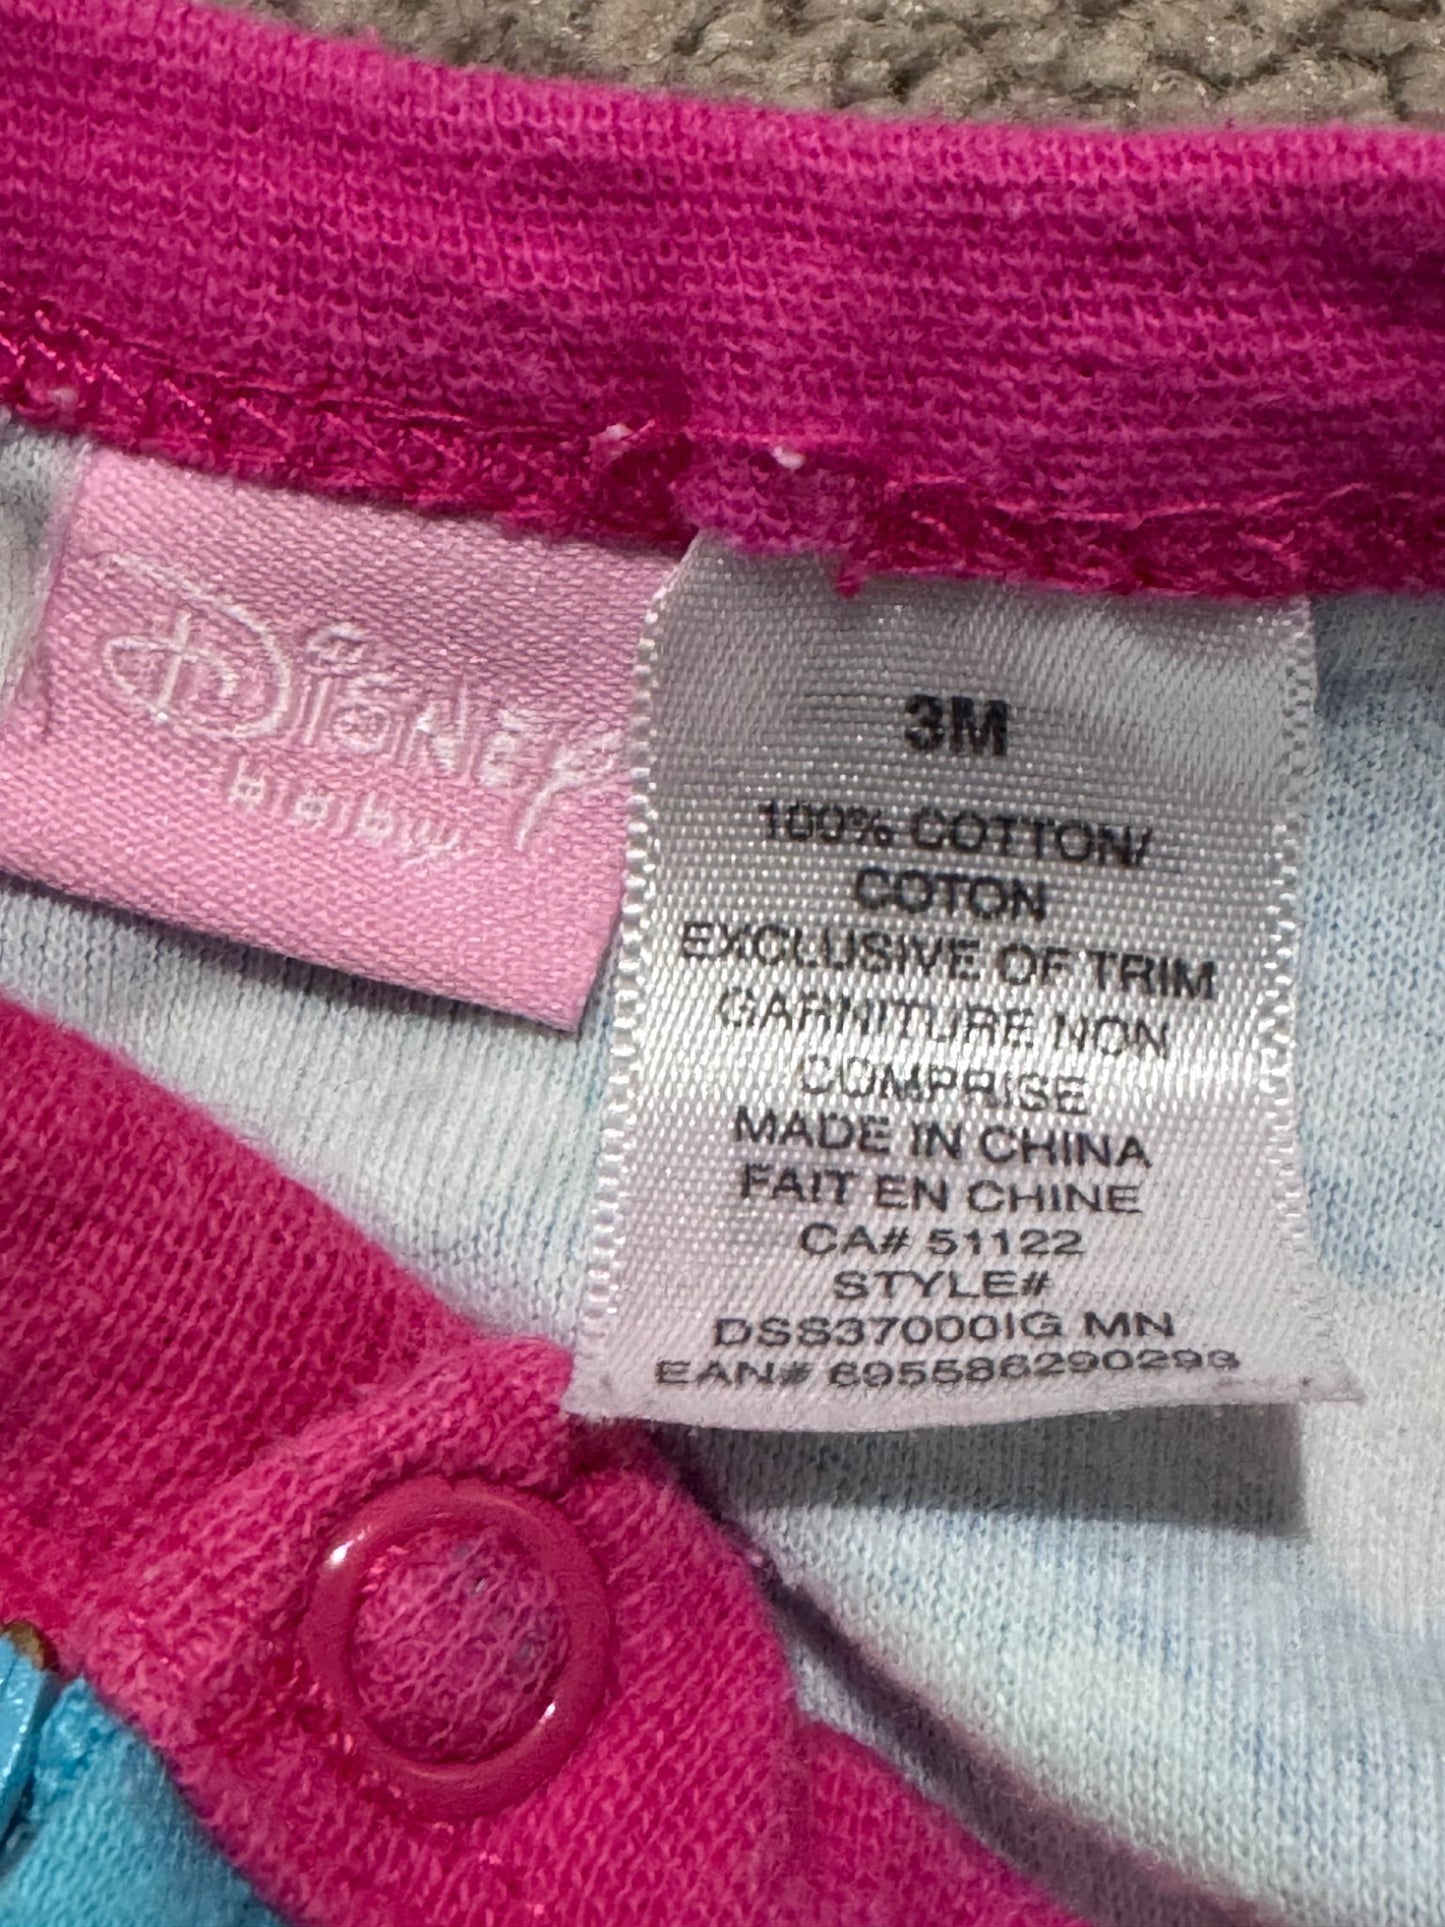 Disney
baby
3M
100% COTTON/
COTON
EXCLUSIVE OF TRIM
GARNITURE NON
COMPRISE
MADE IN CHINA
FAIT EN CHINE
CA# 51122
STYLE#
DSS37000IG MN
EAN#